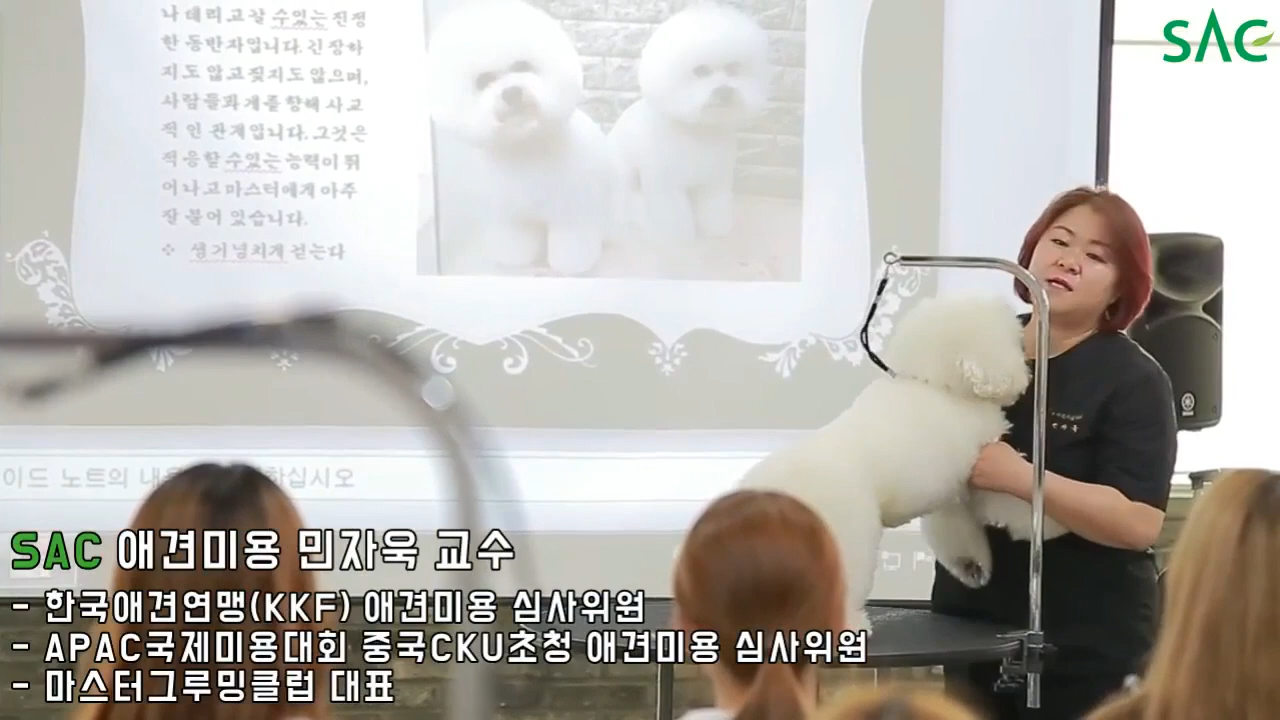 SAC
나 데리고 살 수있는 진정
한 동반자입니다. 긴장하
지도 않고 짖지도 않으며,
사람들과 개를 향해 사교
적인 관계입니다. 그것은
적응할 수있는 능력이 뛰
어나고 마스터에게 아주
잘 붙어 있습니다.
❖ 생기넘치게 걷는다
이드 노트의 내 하십시오
SAC 애견미용 민자욱 교수
- 한국애견연맹(KKF) 애견미용 심사위원
- APAC국제미용대회 중국CKU초청 애견미용 심사위원
- 마스터그루밍클럽 대표